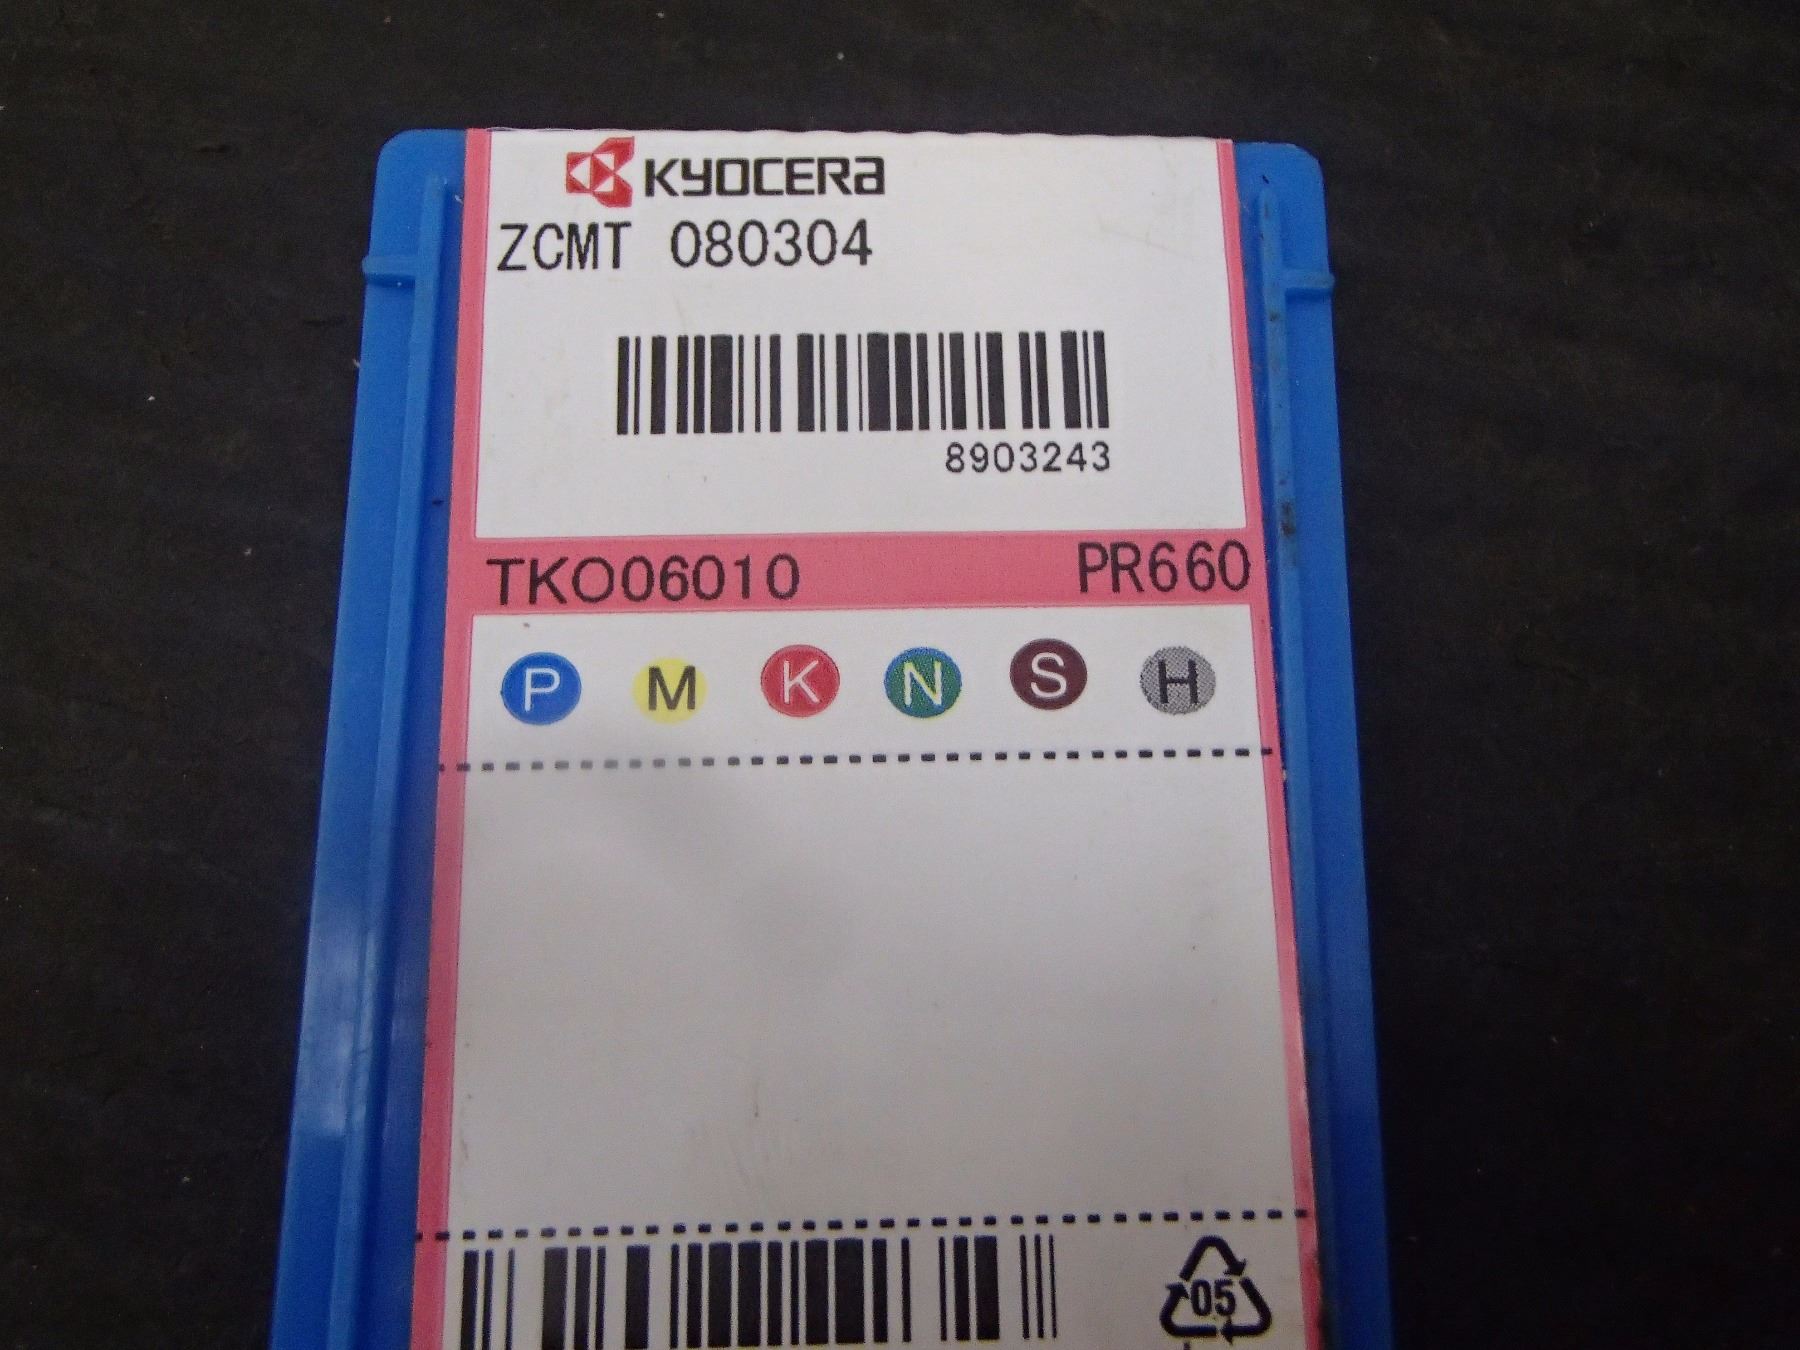 KYOCERA
ZCMT 080304
8903243
TKO06010 PR660
P M K N S H
05